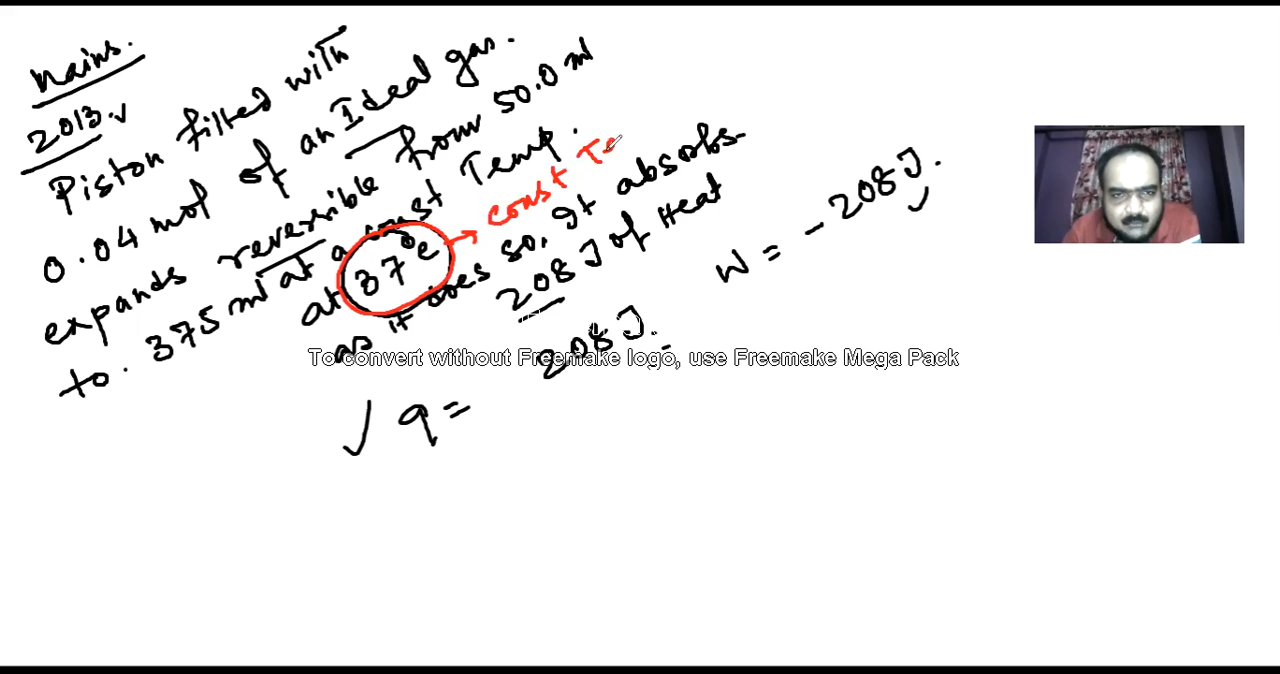 Mains.
2013.
Piston filled with
0.04 mol of an Ideal gas.
expands reversible from 50.0 ml
to. 375 ml at a const Temp.
at 37°C → const Te
as it does so, It absorbs-
208 J of Heat
✓ q = 208 J.
W = - 208 J.
To convert without Freemake logo, use Freemake Mega Pack